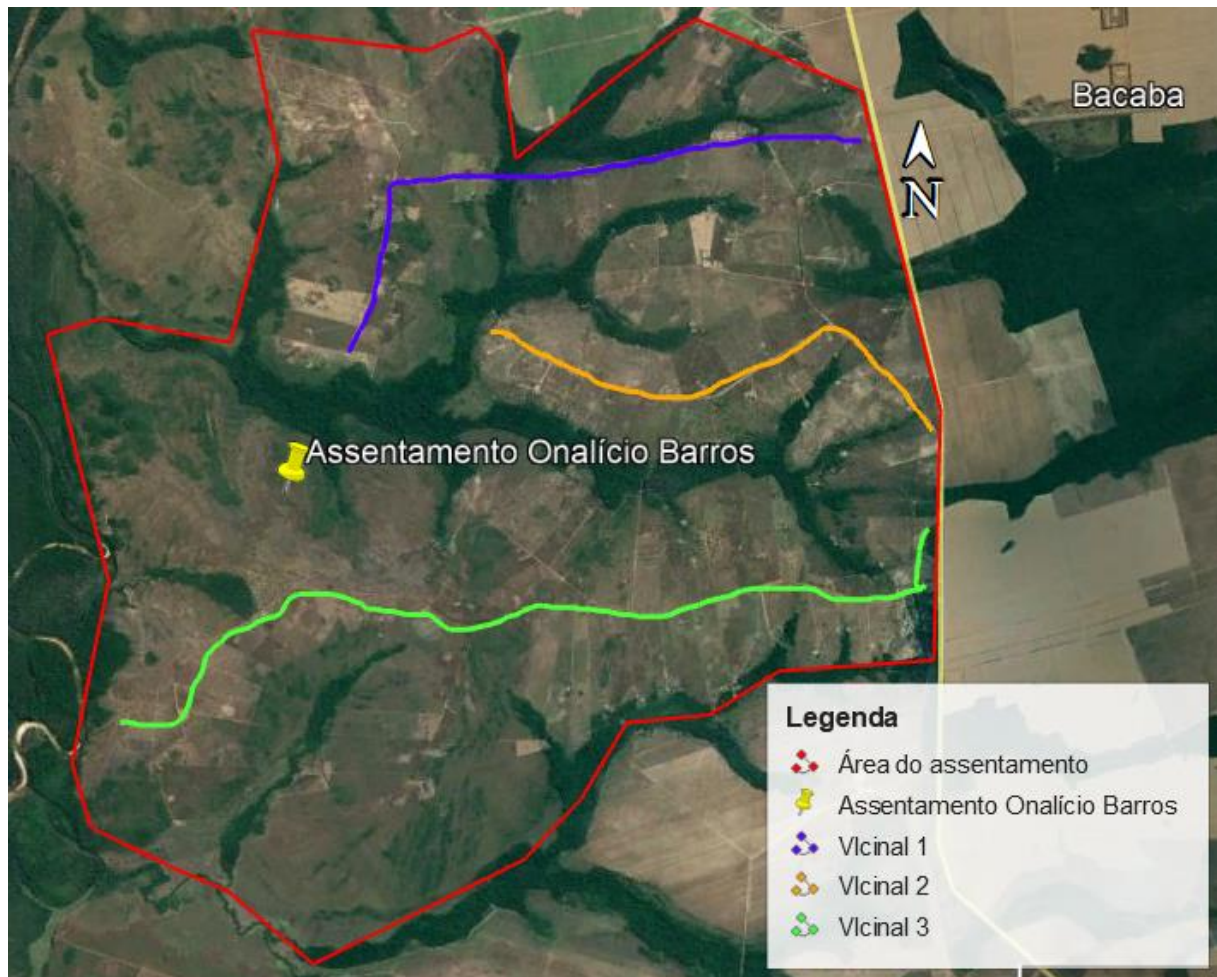 Bacaba
N
Assentamento Onalício Barros
Legenda
Área do assentamento
Assentamento Onalício Barros
VIcinal 1
VIcinal 2
VIcinal 3